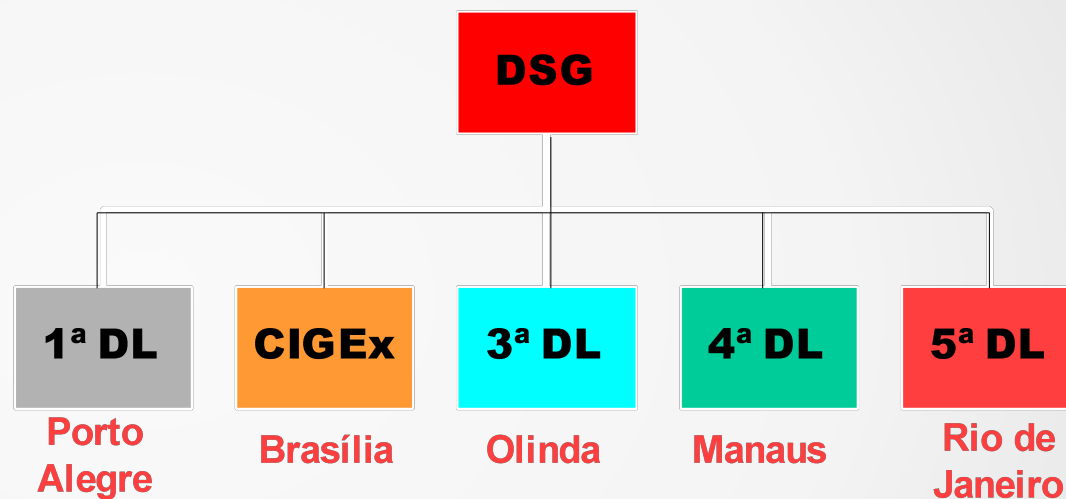 DSG
1ª DL
CIGEx
3ª DL
4ª DL
5ª DL
Porto
Alegre
Brasília
Olinda
Manaus
Rio de
Janeiro